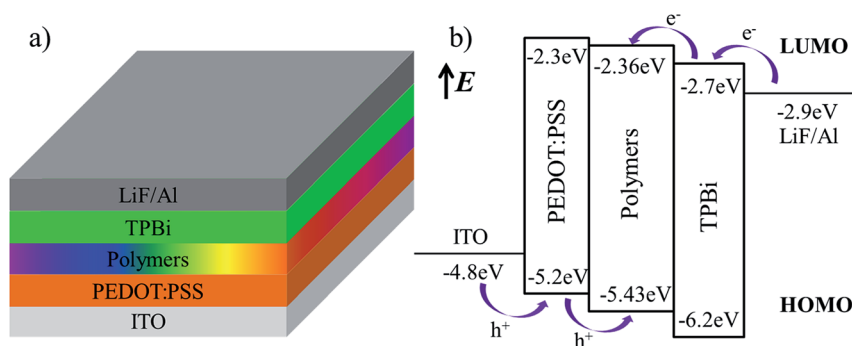 a)
LiF/Al
TPBi
Polymers
PEDOT:PSS
ITO
b)
E
e-
e-
LUMO
-2.3eV
-2.36eV
-2.7eV
-2.9eV
LiF/Al
PEDOT:PSS
Polymers
TPBi
ITO
-4.8eV
-5.2eV
-5.43eV
-6.2eV
HOMO
h+
h+